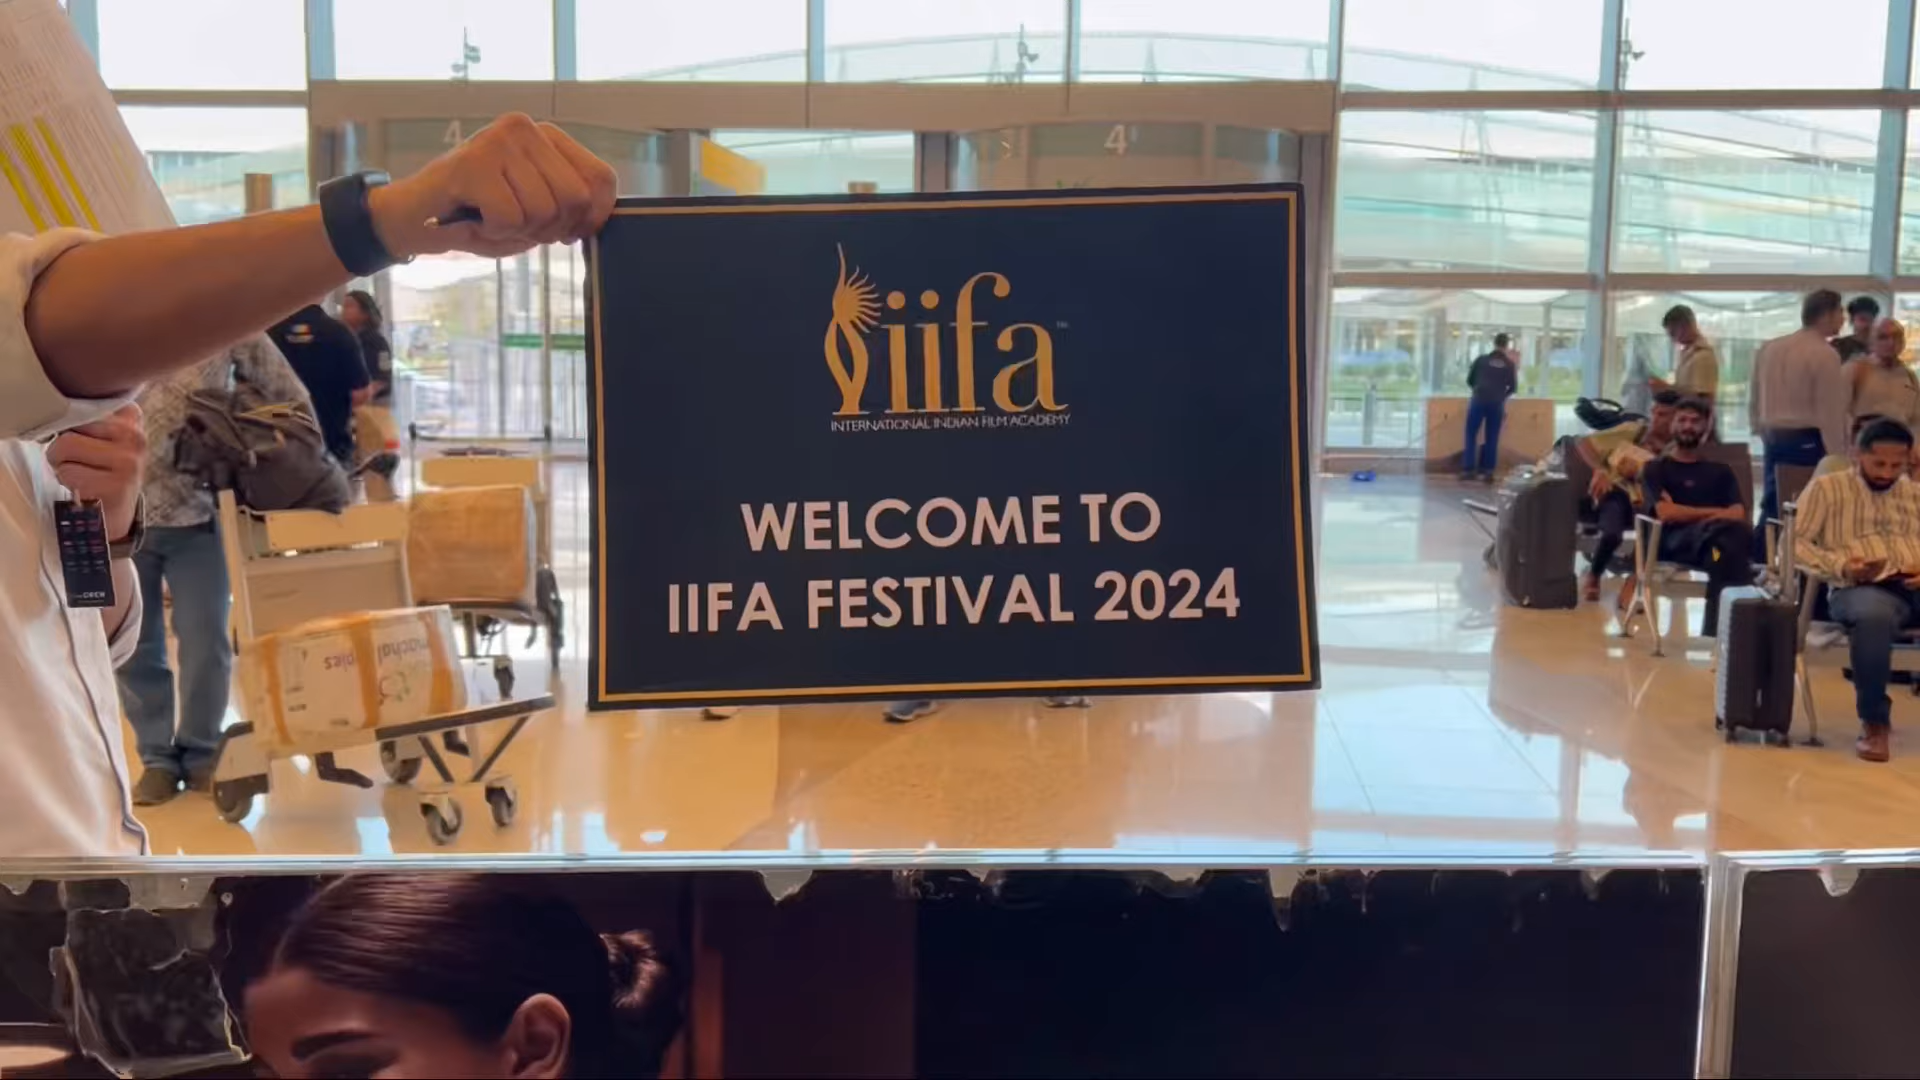 4
4
iifa
INTERNATIONAL INDIAN FILM ACADEMY
WELCOME TO
IIFA FESTIVAL 2024